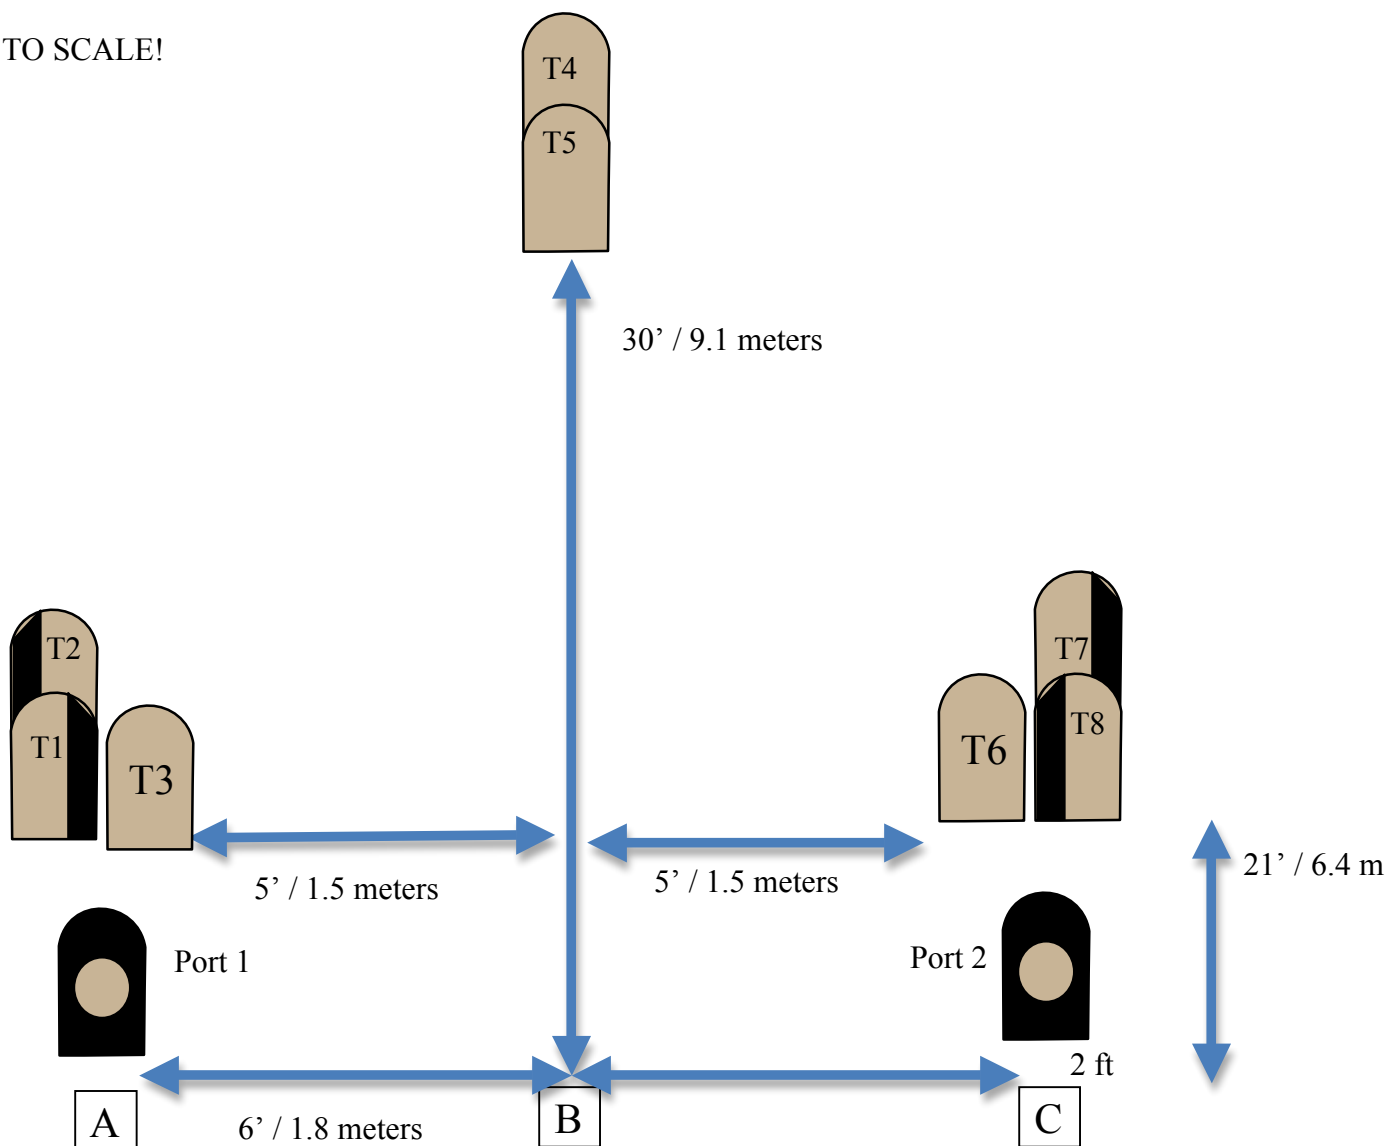 TO SCALE!
T4
T5
30’ / 9.1 meters
T2
T7
T1
T3
T6
T8
5’ / 1.5 meters
5’ / 1.5 meters
21’ / 6.4 m
Port 1
Port 2
2 ft
A
6’ / 1.8 meters
B
C